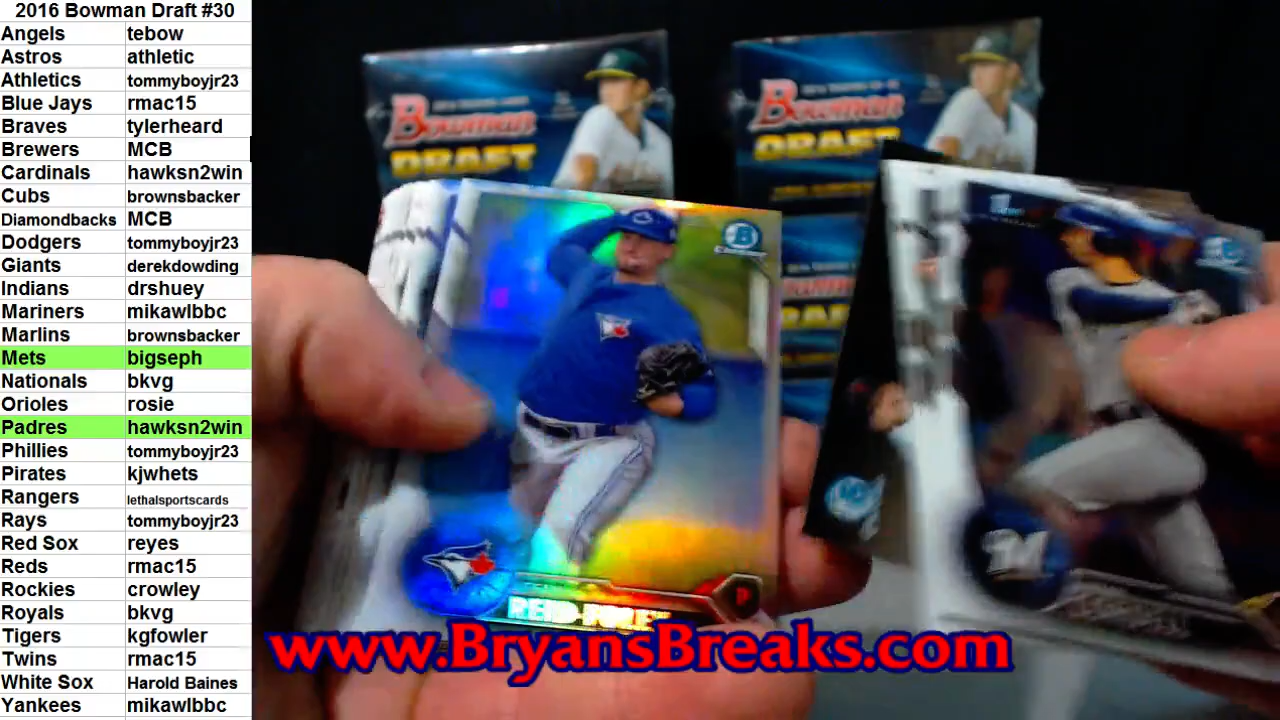 2016 Bowman Draft #30
Angels tebow
Astros athletic
Athletics tommyboyjr23
Blue Jays rmac15
Braves tylerheard
Brewers MCB
Cardinals hawksn2win
Cubs brownsbacker
Diamondbacks MCB
Dodgers tommyboyjr23
Giants derekdowding
Indians drshuey
Mariners mikawlbbc
Marlins brownsbacker
Mets bigseph
Nationals bkvg
Orioles rosie
Padres hawksn2win
Phillies tommyboyjr23
Pirates kjwhets
Rangers lethalsportscards
Rays tommyboyjr23
Red Sox reyes
Reds rmac15
Rockies crowley
Royals bkvg
Tigers kgfowler
Twins rmac15
White Sox Harold Baines
Yankees mikawlbbc
Bowman
DRAFT
Bowman
DRAFT
B
REID-FOLEY
P
M
www.BryansBreaks.com